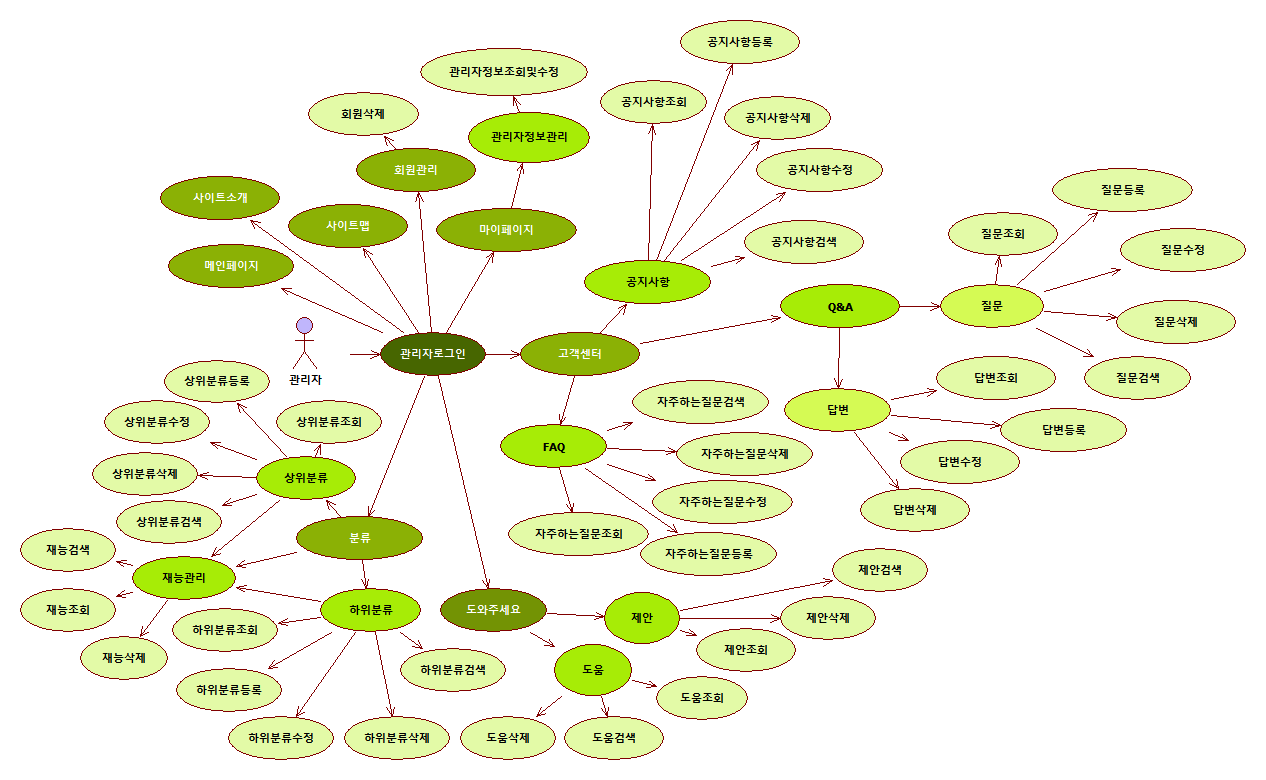 공지사항등록
관리자정보조회및수정
공지사항조회
회원삭제
공지사항삭제
관리자정보관리
회원관리
공지사항수정
질문등록
사이트소개
사이트맵
마이페이지
공지사항검색
질문조회
질문수정
메인페이지
공지사항
Q&A
질문
질문삭제
관리자로그인
고객센터
관리자
질문검색
답변조회
상위분류등록
자주하는질문검색
답변
상위분류수정
상위분류조회
답변등록
FAQ
자주하는질문삭제
답변수정
상위분류삭제
상위분류
자주하는질문수정
답변삭제
상위분류검색
자주하는질문조회
분류
재능검색
자주하는질문등록
제안검색
재능관리
재능조회
하위분류
도와주세요
제안
제안삭제
하위분류조회
제안조회
재능삭제
하위분류검색
도움
하위분류등록
도움조회
하위분류수정
하위분류삭제
도움삭제
도움검색